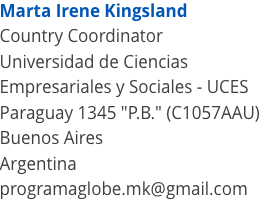 Marta Irene Kingsland
Country Coordinator
Universidad de Ciencias
Empresariales y Sociales - UCES
Paraguay 1345 "P.B." (C1057AAU)
Buenos Aires
Argentina
programaglobe.mk@gmail.com